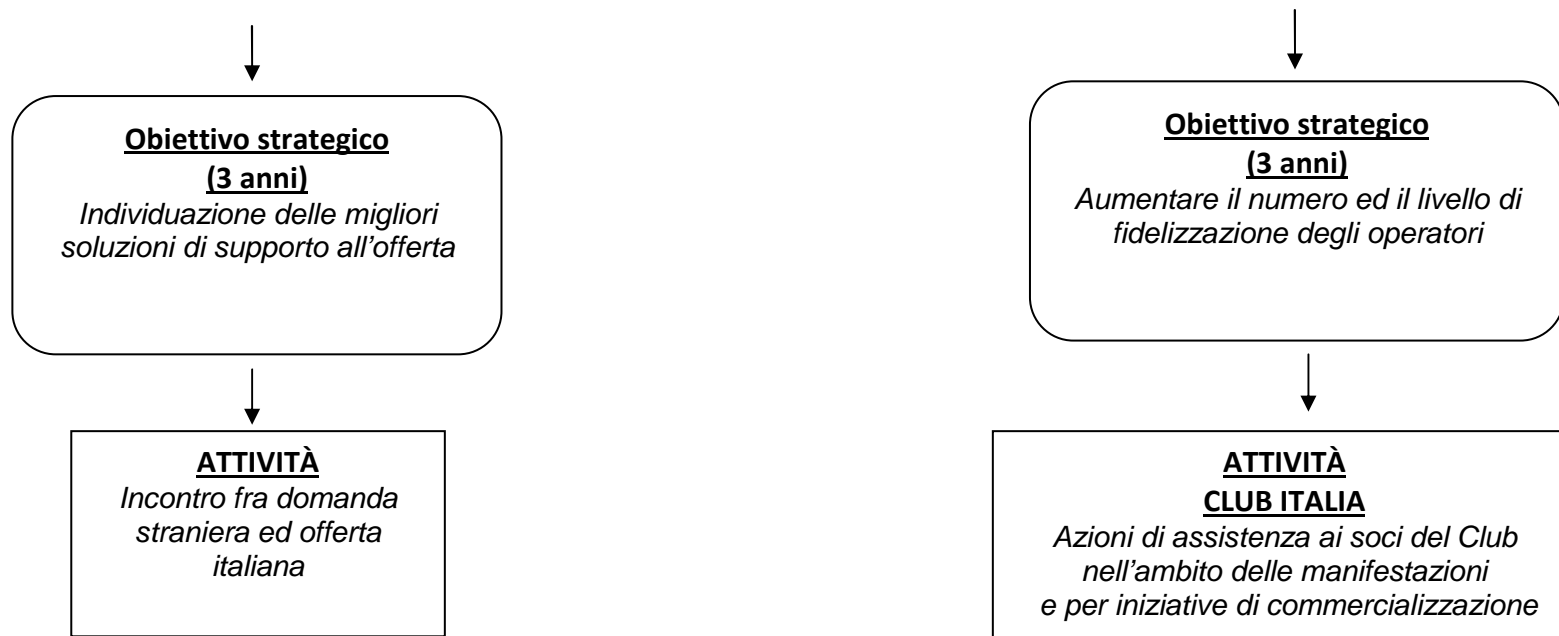 Obiettivo strategico
(3 anni)
Individuazione delle migliori
soluzioni di supporto all’offerta
ATTIVITÀ
Incontro fra domanda
straniera ed offerta
italiana
Obiettivo strategico
(3 anni)
Aumentare il numero ed il livello di
fidelizzazione degli operatori
ATTIVITÀ
CLUB ITALIA
Azioni di assistenza ai soci del Club
nell’ambito delle manifestazioni
e per iniziative di commercializzazione